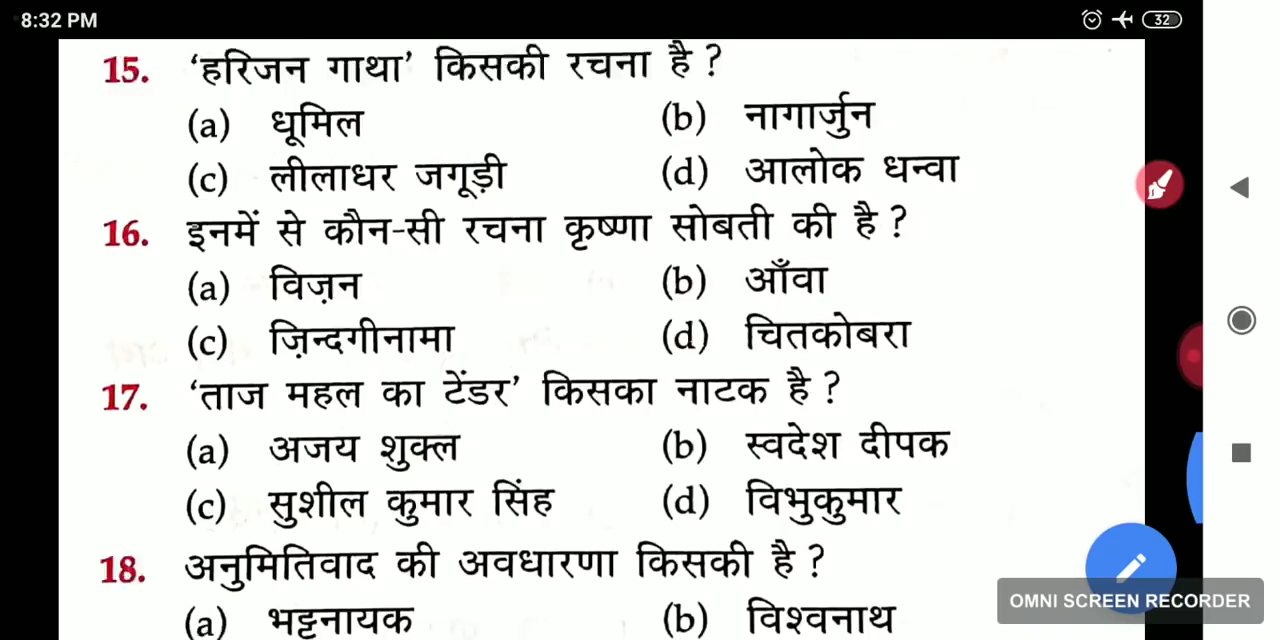 8:32 PM
32
15. ‘हरिजन गाथा’ किसकी रचना है ?
(a) धूमिल (b) नागार्जुन
(c) लीलाधर जगूड़ी (d) आलोक धन्वा
16. इनमें से कौन-सी रचना कृष्णा सोबती की है ?
(a) विज़न (b) आँवा
(c) ज़िन्दगीनामा (d) चितकोबरा
17. ‘ताज महल का टेंडर’ किसका नाटक है ?
(a) अजय शुक्ल (b) स्वदेश दीपक
(c) सुशील कुमार सिंह (d) विभुकुमार
18. अनुमितिवाद की अवधारणा किसकी है ?
(a) भट्टनायक (b) विश्वनाथ
OMNI SCREEN RECORDER